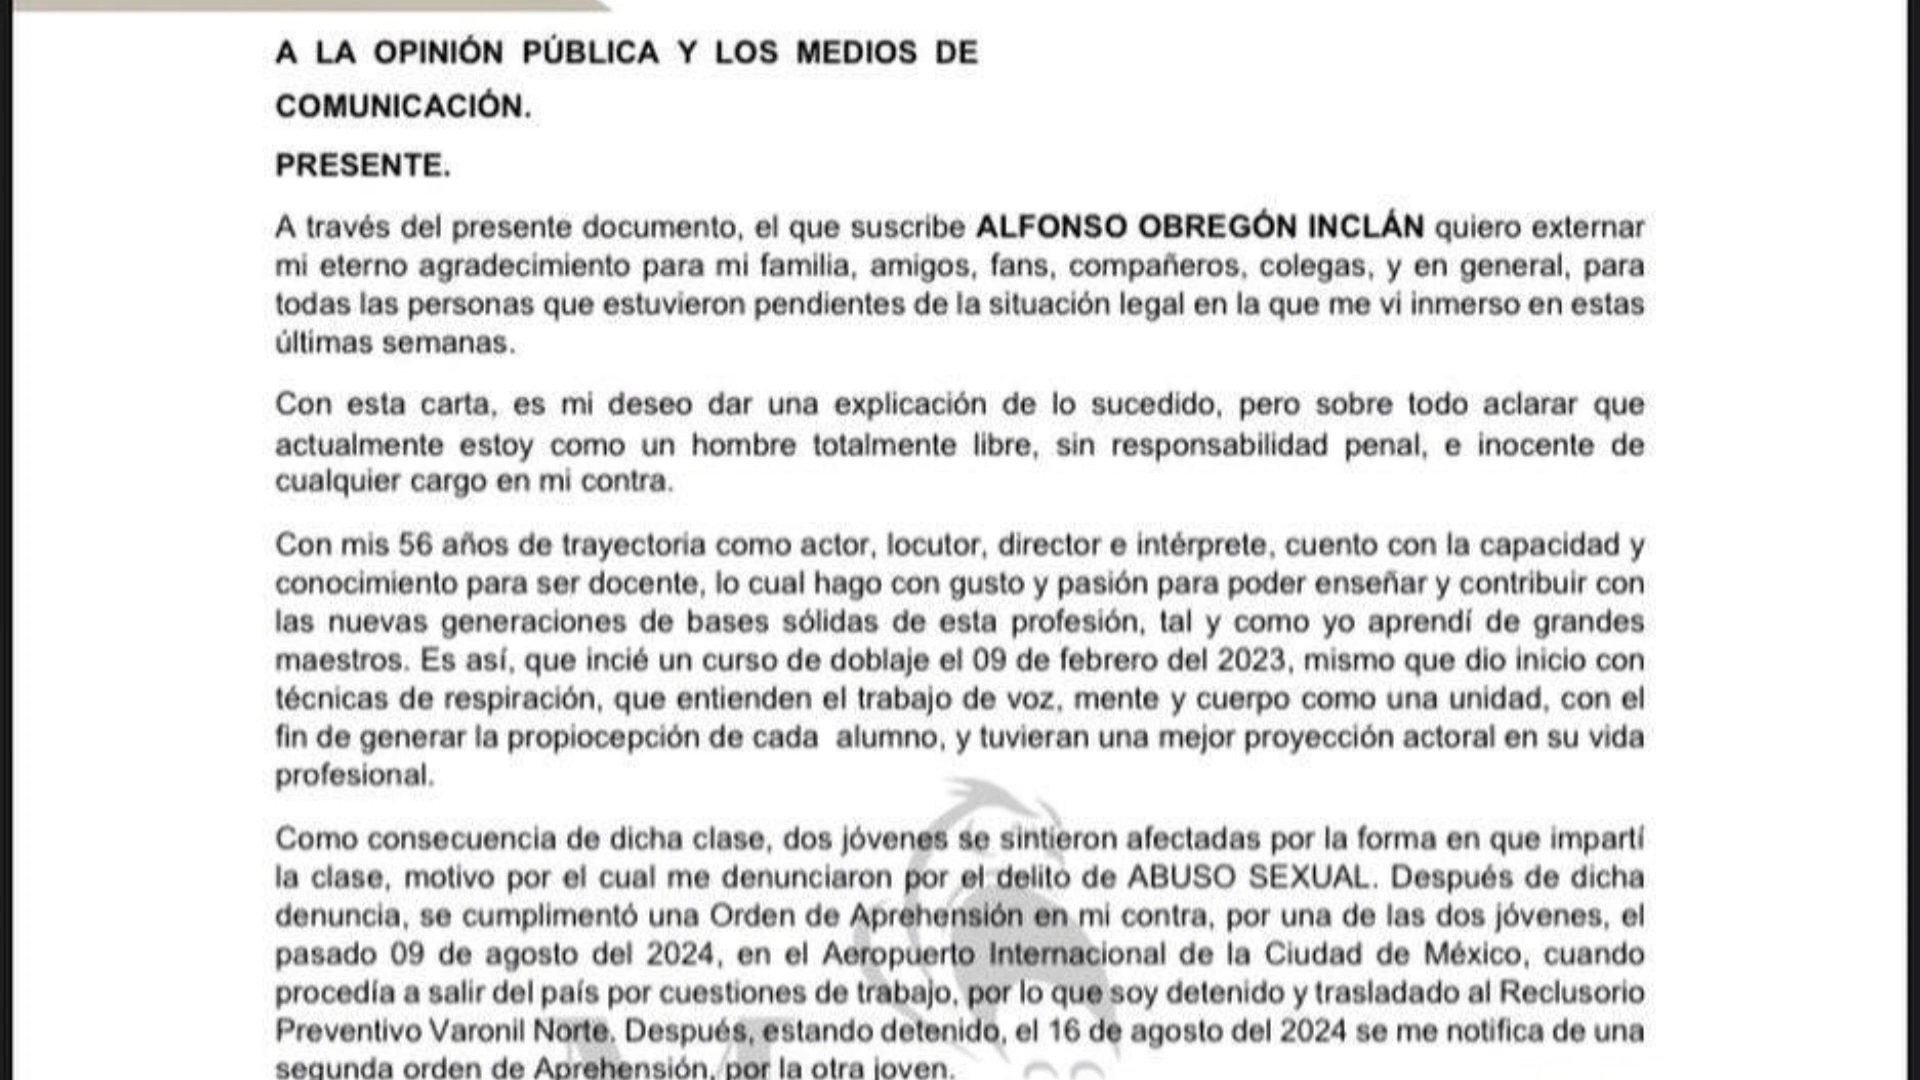 A LA OPINIÓN PÚBLICA Y LOS MEDIOS DE
COMUNICACIÓN.
PRESENTE.
A través del presente documento, el que suscribe ALFONSO OBREGÓN INCLÁN quiero externar
mi eterno agradecimiento para mi familia, amigos, fans, compañeros, colegas, y en general, para
todas las personas que estuvieron pendientes de la situación legal en la que me vi inmerso en estas
últimas semanas.
Con esta carta, es mi deseo dar una explicación de lo sucedido, pero sobre todo aclarar que
actualmente estoy como un hombre totalmente libre, sin responsabilidad penal, e inocente de
cualquier cargo en mi contra.
Con mis 56 años de trayectoria como actor, locutor, director e intérprete, cuento con la capacidad y
conocimiento para ser docente, lo cual hago con gusto y pasión para poder enseñar y contribuir con
las nuevas generaciones de bases sólidas de esta profesión, tal y como yo aprendí de grandes
maestros. Es así, que incié un curso de doblaje el 09 de febrero del 2023, mismo que dio inicio con
técnicas de respiración, que entienden el trabajo de voz, mente y cuerpo como una unidad, con el
fin de generar la propiocepción de cada alumno, y tuvieran una mejor proyección actoral en su vida
profesional.
Como consecuencia de dicha clase, dos jóvenes se sintieron afectadas por la forma en que impartí
la clase, motivo por el cual me denunciaron por el delito de ABUSO SEXUAL. Después de dicha
denuncia, se cumplimentó una Orden de Aprehensión en mi contra, por una de las dos jóvenes, el
pasado 09 de agosto del 2024, en el Aeropuerto Internacional de la Ciudad de México, cuando
procedía a salir del país por cuestiones de trabajo, por lo que soy detenido y trasladado al Reclusorio
Preventivo Varonil Norte. Después, estando detenido, el 16 de agosto del 2024 se me notifica de una
segunda orden de Aprehensión, por la otra joven.